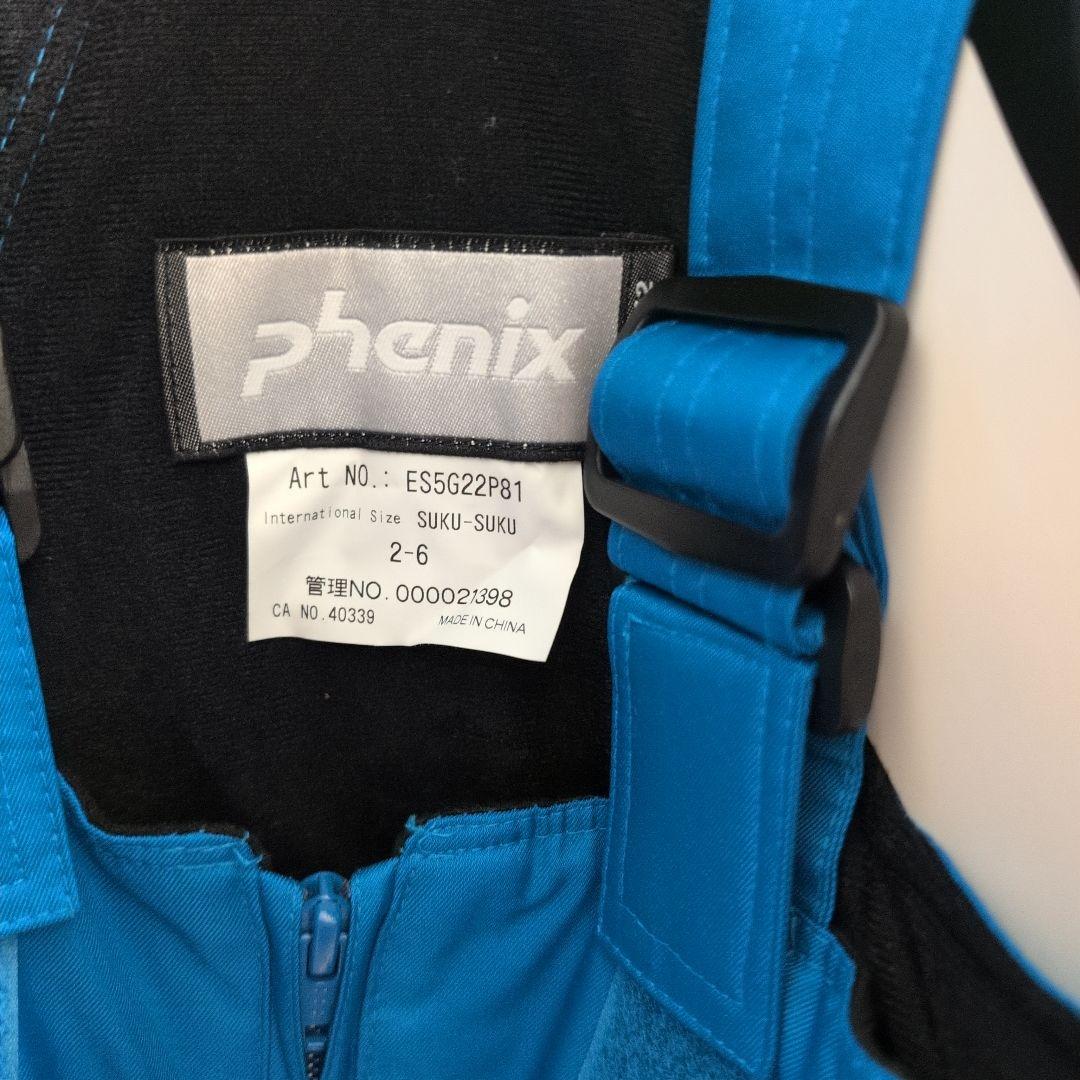 phenix
Art NO.: ES5G22P81
International Size SUKU-SUKU
2-6
管理NO. 000021398
CA NO. 40339
MADE IN CHINA